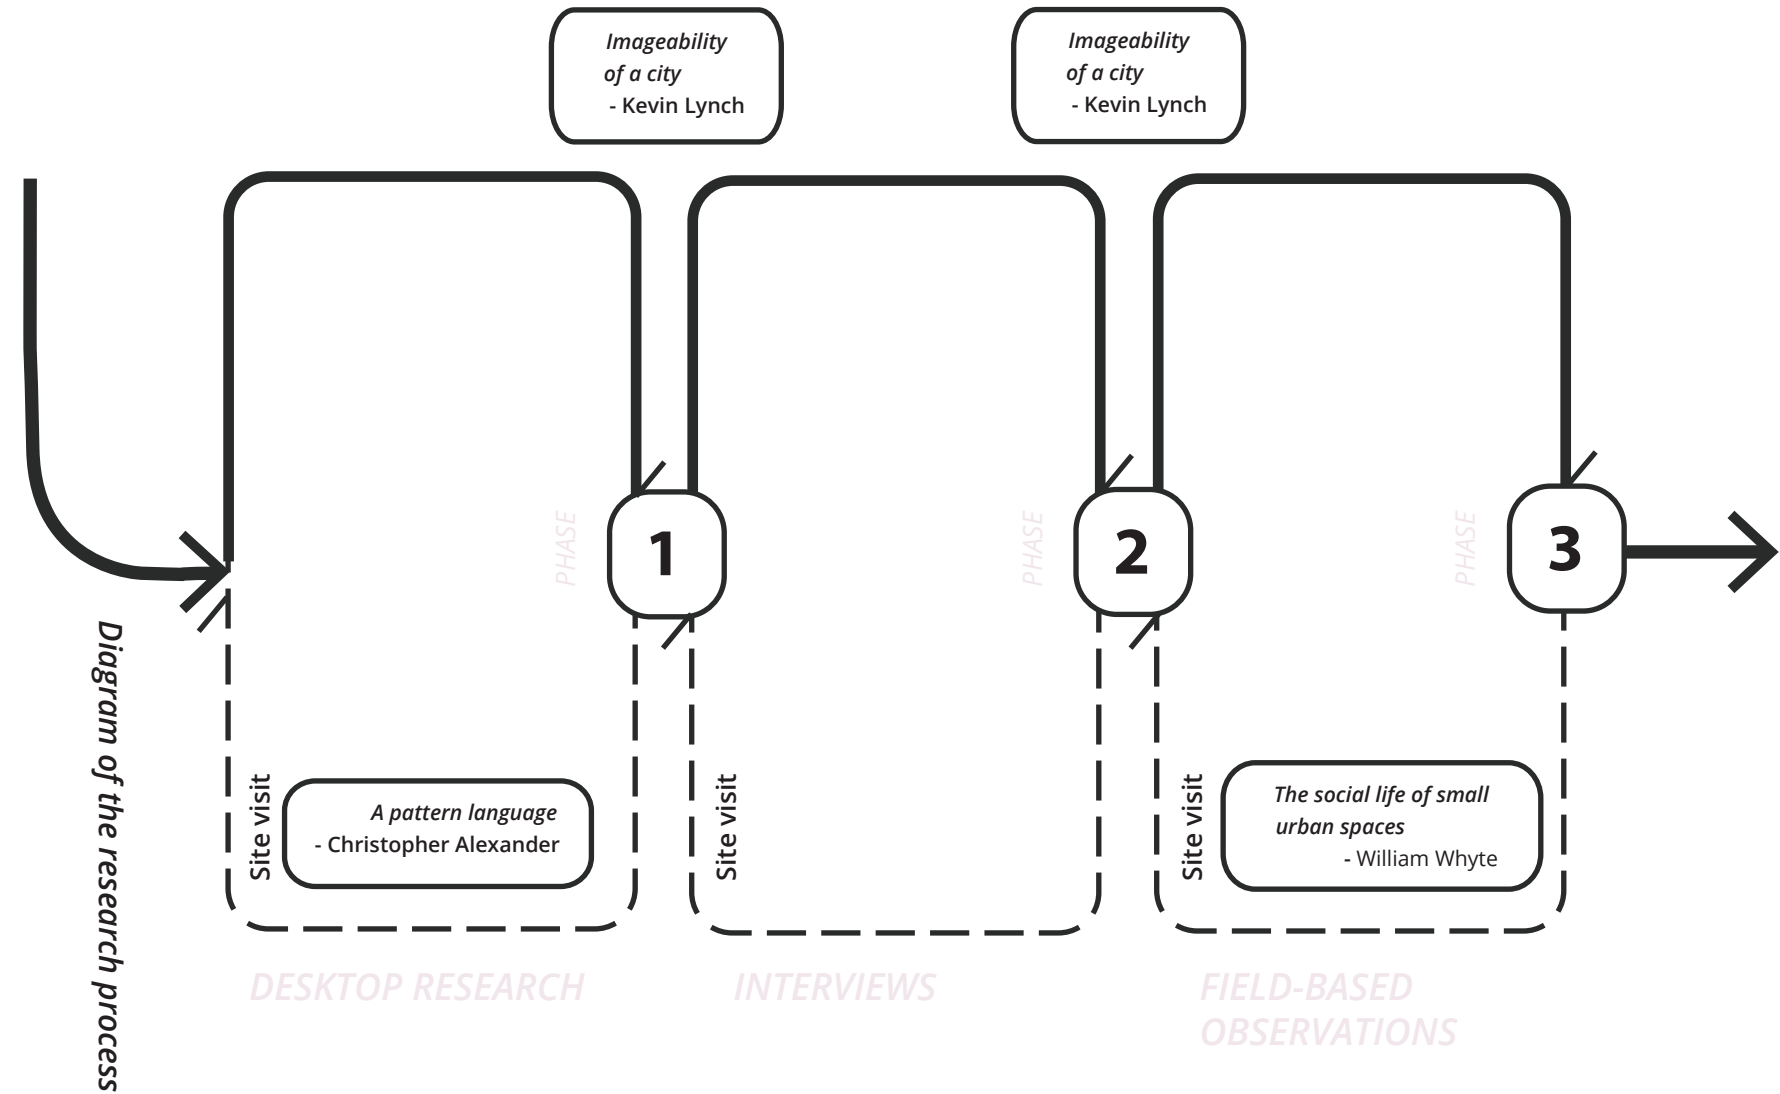 Imageability
of a city
- Kevin Lynch
Imageability
of a city
- Kevin Lynch
PHASE
1
PHASE
2
PHASE
3
Diagram of the research process
Site visit
A pattern language
- Christopher Alexander
Site visit
Site visit
The social life of small
urban spaces
- William Whyte
DESKTOP RESEARCH
INTERVIEWS
FIELD-BASED
OBSERVATIONS